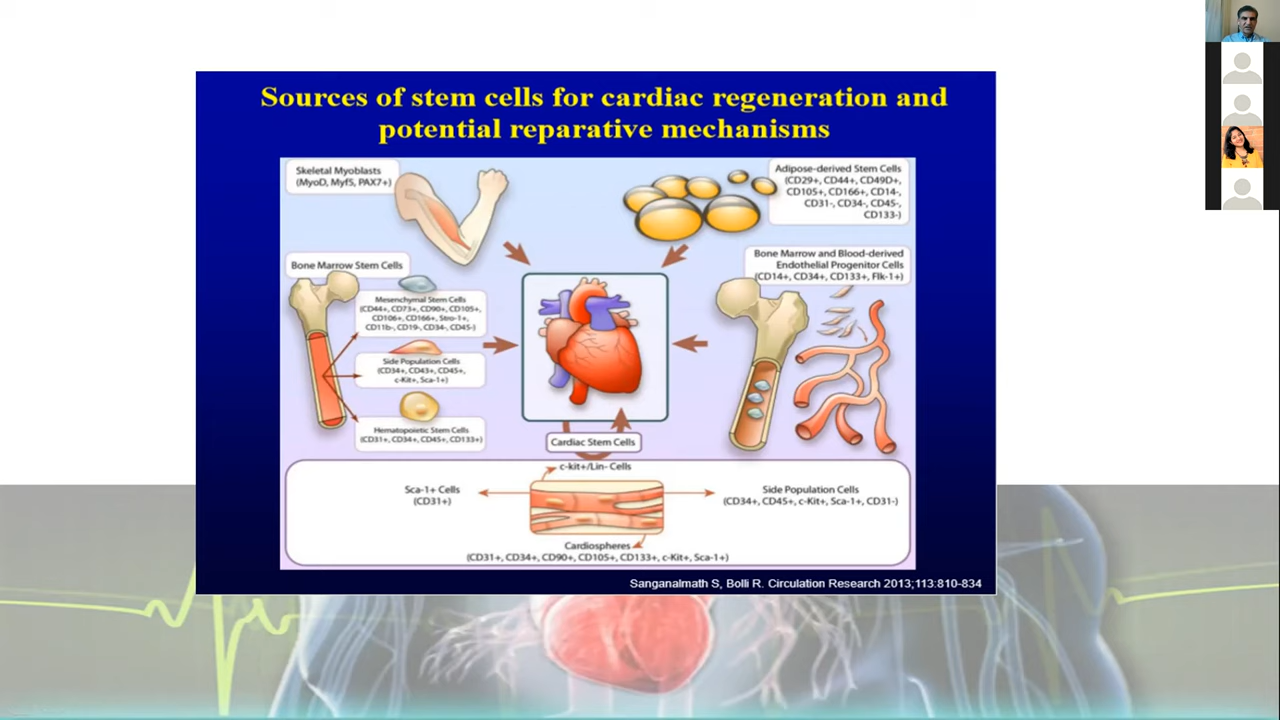 Sources of stem cells for cardiac regeneration and
potential reparative mechanisms
Skeletal Myoblasts
(MyoD, Myf5, PAX7+)
Adipose-derived Stem Cells
(CD29+, CD44+, CD49D+,
CD105+, CD166+, CD14-,
CD31-, CD34-, CD45-,
CD133-)
Bone Marrow Stem Cells
Mesenchymal Stem Cells
(CD44+, CD73+, CD90+, CD105+,
CD106+, CD166+, Stro-1+,
CD11b-, CD19-, CD34-, CD45-)
Side Population Cells
(CD34+, CD43+, CD45+,
c-Kit+, Sca-1+)
Hematopoietic Stem Cells
(CD31+, CD34+, CD45+, CD133+)
Bone Marrow and Blood-derived
Endothelial Progenitor Cells
(CD14+, CD34+, CD133+, Flk-1+)
Cardiac Stem Cells
c-kit+/Lin- Cells
Sca-1+ Cells
(CD31+)
Side Population Cells
(CD34+, CD45+, c-Kit+, Sca-1+, CD31-)
Cardiospheres
(CD31+, CD34+, CD90+, CD105+, CD133+, c-Kit+, Sca-1+)
Sanganalmath S, Bolli R. Circulation Research 2013;113:810-834